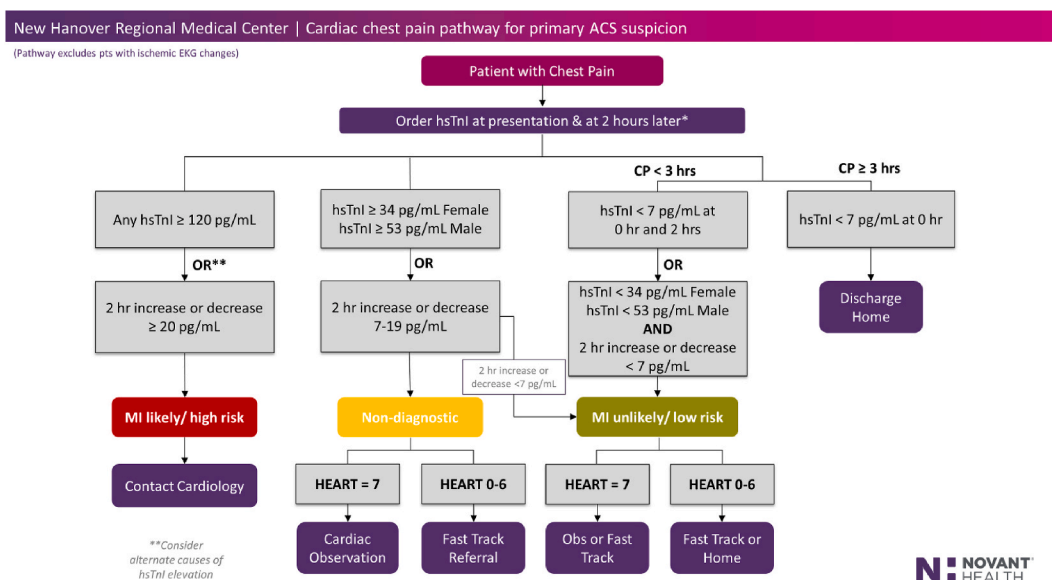 New Hanover Regional Medical Center | Cardiac chest pain pathway for primary ACS suspicion
(Pathway excludes pts with ischemic EKG changes)
Patient with Chest Pain
Order hsTnI at presentation & at 2 hours later*
CP < 3 hrs
CP ≥ 3 hrs
Any hsTnI ≥ 120 pg/mL
OR**
2 hr increase or decrease
≥ 20 pg/mL
MI likely/ high risk
Contact Cardiology
**Consider
alternate causes of
hsTnI elevation
hsTnI ≥ 34 pg/mL Female
hsTnI ≥ 53 pg/mL Male
OR
2 hr increase or decrease
7-19 pg/mL
2 hr increase or
decrease <7 pg/mL
Non-diagnostic
HEART = 7
HEART 0-6
Cardiac
Observation
Fast Track
Referral
hsTnI < 7 pg/mL at
0 hr and 2 hrs
OR
hsTnI < 34 pg/mL Female
hsTnI < 53 pg/mL Male
AND
2 hr increase or decrease
< 7 pg/mL
MI unlikely/ low risk
HEART = 7
HEART 0-6
Obs or Fast
Track
Fast Track or
Home
hsTnI < 7 pg/mL at 0 hr
Discharge
Home
NOVANT
HEALTH